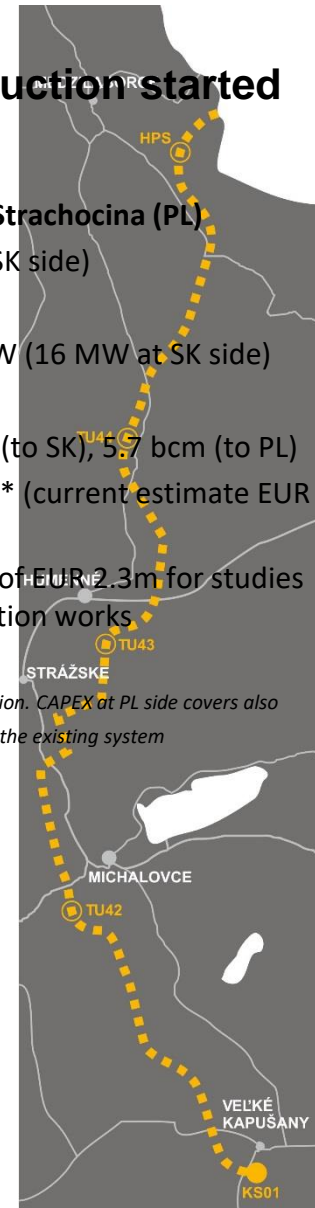 uction started
MEDZILABORCE
HPS
Strachocina (PL)
SK side)
W (16 MW at SK side)
TU44
(to SK), 5.7 bcm (to PL)
* (current estimate EUR
of EUR 2.3m for studies
HUMENNÉ
tion works
TU43
STRÁŽSKE
ion. CAPEX at PL side covers also
the existing system
MICHALOVCE
TU42
VEĽKÉ
KAPUŠANY
KS01